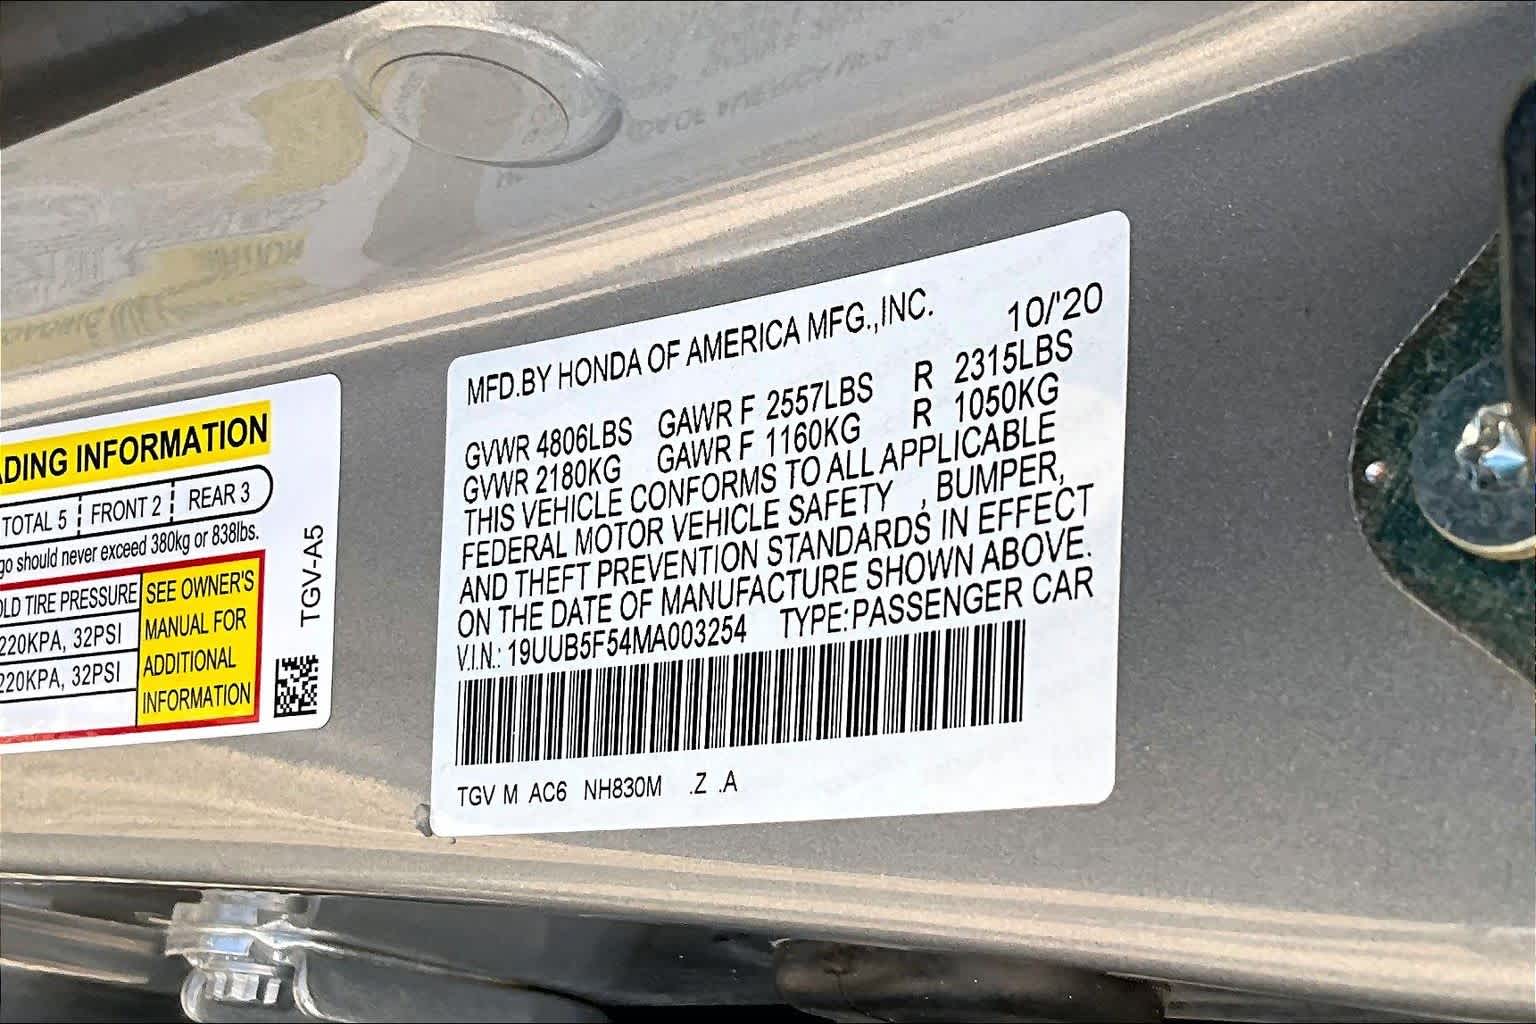 MFD.BY HONDA OF AMERICA MFG.,INC. 10/'20
GVWR 4806LBS GAWR F 2557LBS R 2315LBS
GVWR 2180KG GAWR F 1160KG R 1050KG
THIS VEHICLE CONFORMS TO ALL APPLICABLE
FEDERAL MOTOR VEHICLE SAFETY , BUMPER,
AND THEFT PREVENTION STANDARDS IN EFFECT
ON THE DATE OF MANUFACTURE SHOWN ABOVE.
V.I.N.: 19UUB5F54MA003254 TYPE:PASSENGER CAR
TGV M AC6 NH830M .Z .A
INFORMATION
TOTAL 5 FRONT 2 REAR 3
should never exceed 380kg or 838lbs.
TIRE PRESSURE
220KPA, 32PSI
220KPA, 32PSI
SEE OWNER'S
MANUAL FOR
ADDITIONAL
INFORMATION
TGV-A5